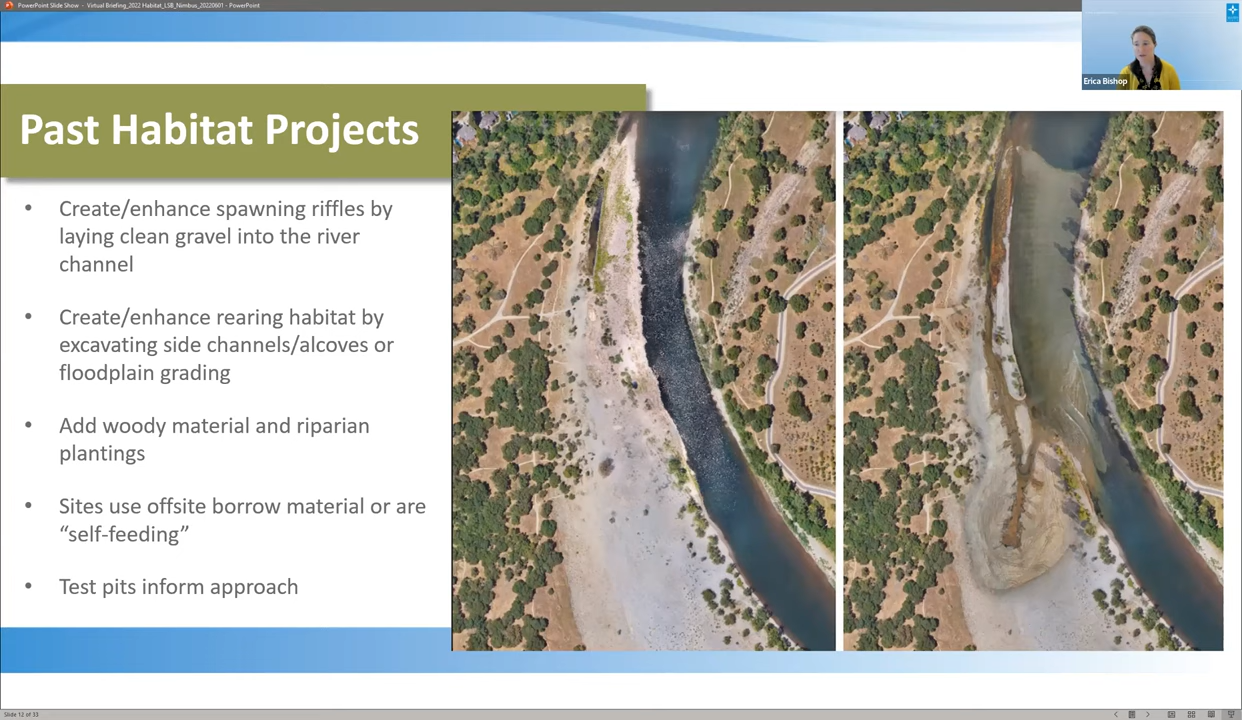 PowerPoint Slide Show - Virtual Briefing_2022 Habitat_LSB_Nimbus_20220601 - PowerPoint
Erica Bishop
Past Habitat Projects
• Create/enhance spawning riffles by
laying clean gravel into the river
channel
• Create/enhance rearing habitat by
excavating side channels/alcoves or
floodplain grading
• Add woody material and riparian
plantings
• Sites use offsite borrow material or are
“self-feeding”
• Test pits inform approach
Slide 12 of 33